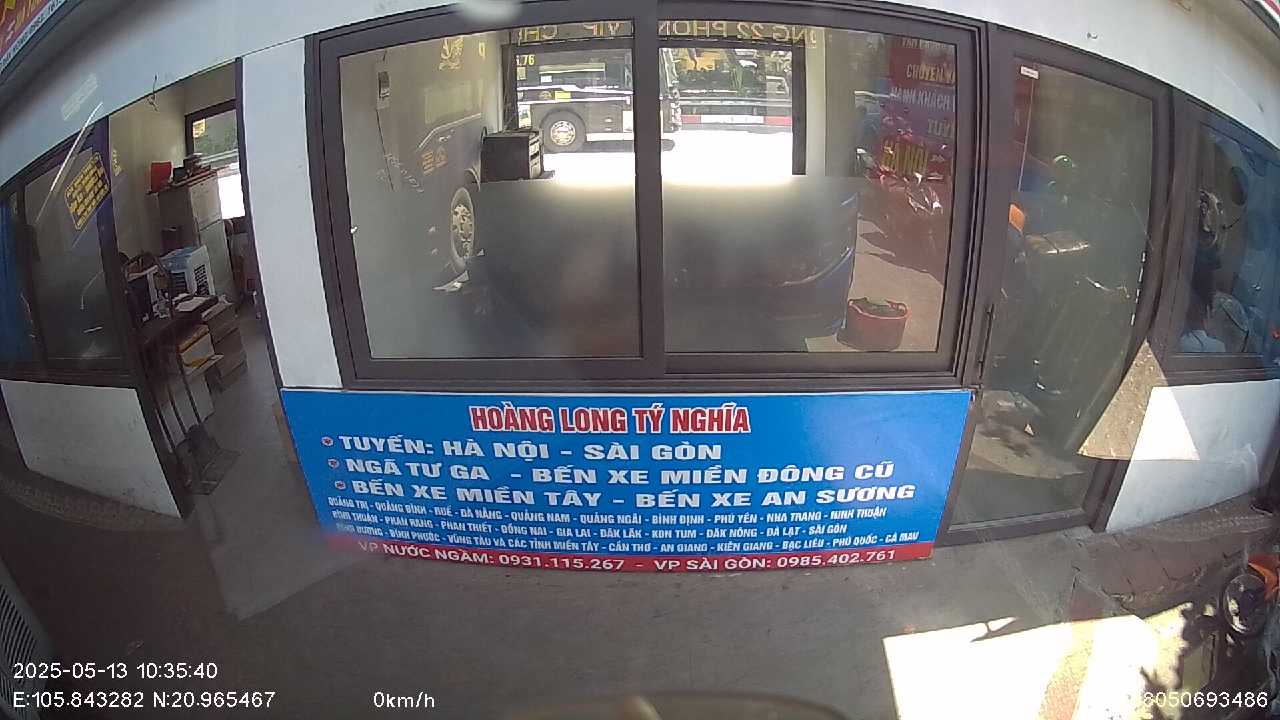 HOÀNG LONG TÝ NGHĨA
TUYẾN: HÀ NỘI - SÀI GÒN
NGÃ TƯ GA - BẾN XE MIỀN ĐÔNG CŨ
BẾN XE MIỀN TÂY - BẾN XE AN SƯƠNG
QUẢNG TRỊ - QUẢNG BÌNH - HUẾ - ĐÀ NẴNG - QUẢNG NAM - QUẢNG NGÃI - BÌNH ĐỊNH - PHÚ YÊN - NHA TRANG - NINH THUẬN
BÌNH THUẬN - PHAN RANG - PHAN THIẾT - ĐỒNG NAI - GIA LAI - ĐĂK LĂK - KON TUM - ĐĂK NÔNG - ĐÀ LẠT - SÀI GÒN
BÌNH DƯƠNG - BÌNH PHƯỚC - VŨNG TÀU VÀ CÁC TỈNH MIỀN TÂY - CẦN THƠ - AN GIANG - KIÊN GIANG - BẠC LIÊU - PHÚ QUỐC - CÀ MAU
VP NƯỚC NGẦM: 0931.115.267 - VP SÀI GÒN: 0985.402.761
2025-05-13 10:35:40
E:105.843282 N:20.965467 0km/h 8050693486